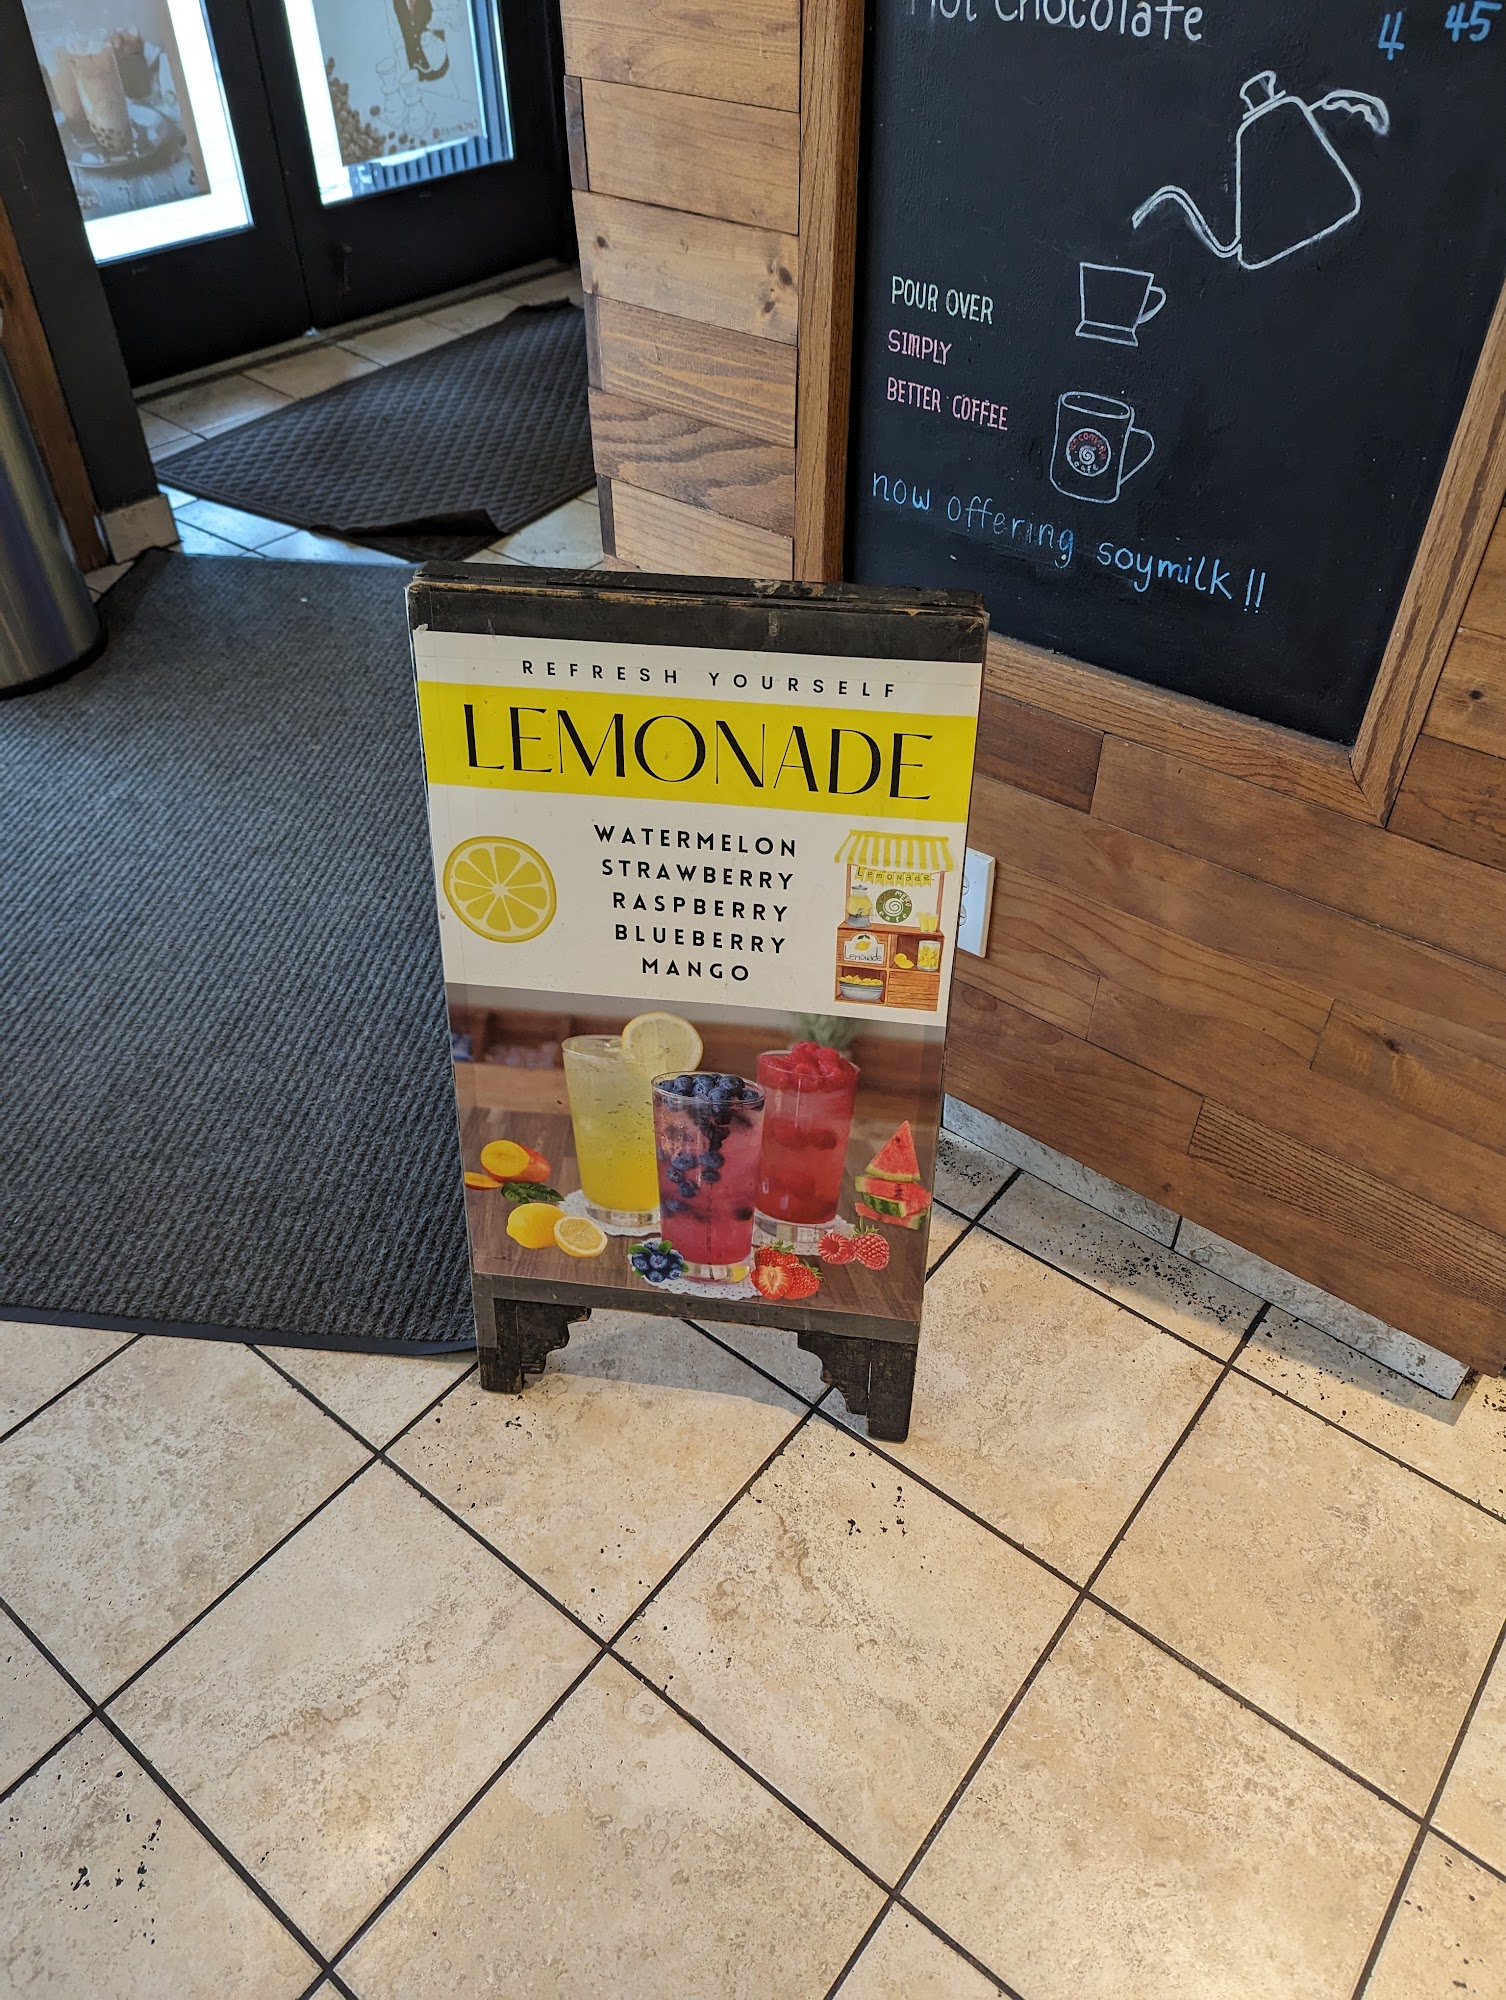 Hot Chocolate
4 45
POUR OVER
SIMPLY
BETTER COFFEE
now offering soymilk!!
REFRESH YOURSELF
LEMONADE
WATERMELON
STRAWBERRY
RASPBERRY
BLUEBERRY
MANGO
Lemonade
cafe
Lemonade